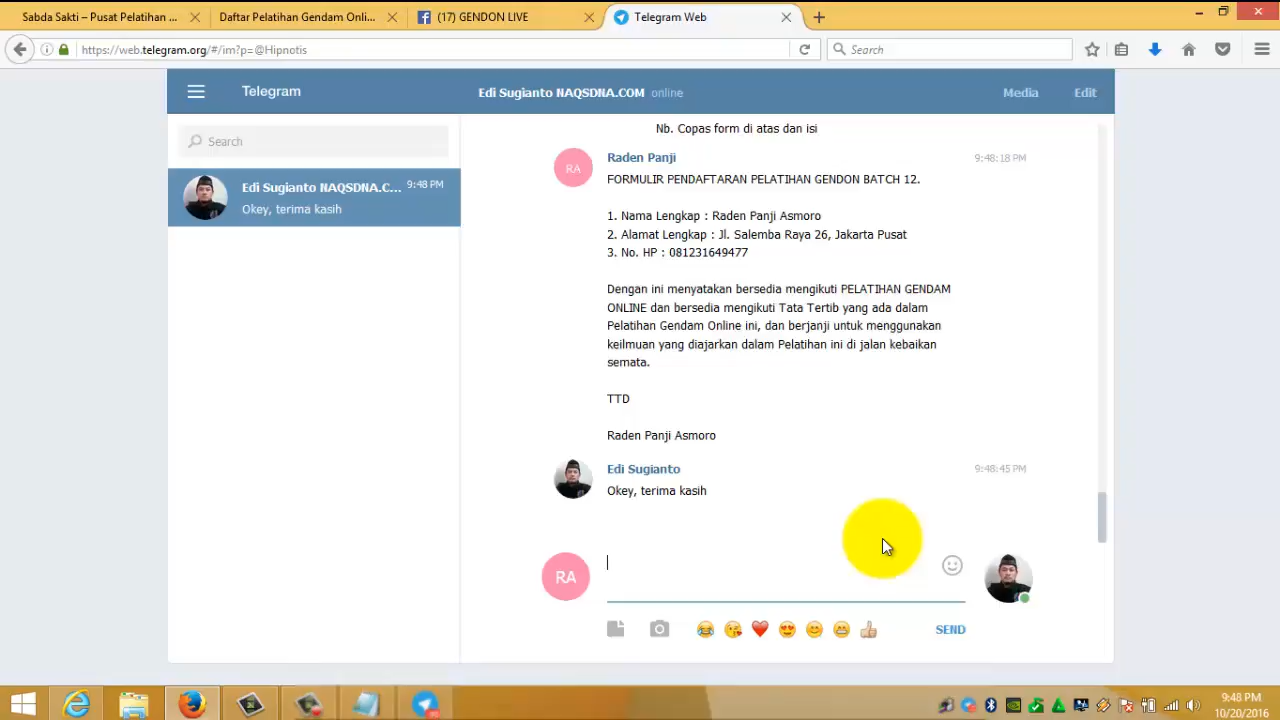 Sabda Sakti – Pusat Pelatihan ...
Daftar Pelatihan Gendam Onli...
(17) GENDON LIVE
Telegram Web
https://web.telegram.org/#/im?p=@Hipnotis
Search
Telegram
Edi Sugianto NAQSDNA.COM online
Media
Edit
Search
Edi Sugianto NAQSDNA.C... 9:48 PM
Okey, terima kasih
Nb. Copas form di atas dan isi
RA
Raden Panji 9:48:18 PM
FORMULIR PENDAFTARAN PELATIHAN GENDON BATCH 12.
1. Nama Lengkap : Raden Panji Asmoro
2. Alamat Lengkap : Jl. Salemba Raya 26, Jakarta Pusat
3. No. HP : 081231649477
Dengan ini menyatakan bersedia mengikuti PELATIHAN GENDAM
ONLINE dan bersedia mengikuti Tata Tertib yang ada dalam
Pelatihan Gendam Online ini, dan berjanji untuk menggunakan
keilmuan yang diajarkan dalam Pelatihan ini di jalan kebaikan
semata.
TTD
Raden Panji Asmoro
Edi Sugianto 9:48:45 PM
Okey, terima kasih
RA
SEND
9:48 PM
10/20/2016